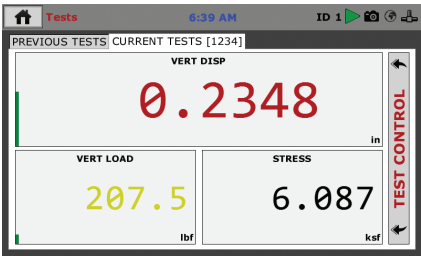 Tests 6:39 AM ID 1
PREVIOUS TESTS CURRENT TESTS [1234]
VERT DISP
0.2348
in
VERT LOAD
207.5
lbf
STRESS
6.087
ksf
TEST CONTROL